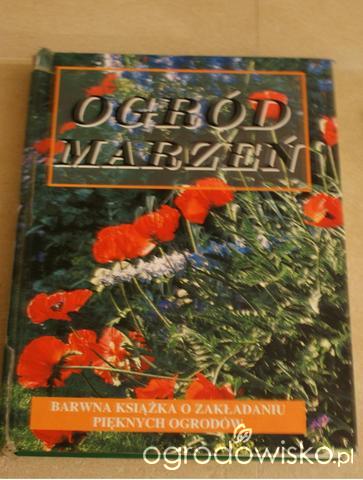 OGRÓD
MARZEŃ
BARWNA KSIĄŻKA O ZAKŁADANIU
PIĘKNYCH OGRODÓW
ogrodowisko.pl